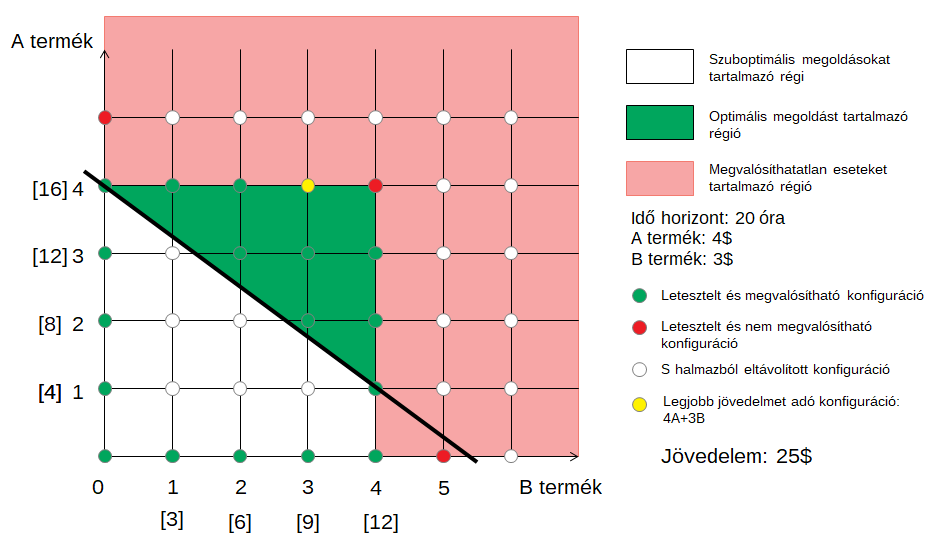 A termék
[16] 4
[12] 3
[8] 2
[4] 1
0 1 2 3 4 5 B termék
[3] [6] [9] [12]
Szuboptimális megoldásokat
tartalmazó régi
Optimális megoldást tartalmazó
régió
Megvalósíthatatlan eseteket
tartalmazó régió
Idő horizont: 20 óra
A termék: 4$
B termék: 3$
Letesztelt és megvalósítható konfiguráció
Letesztelt és nem megvalósítható
konfiguráció
S halmazból eltávolított konfiguráció
Legjobb jövedelmet adó konfiguráció:
4A+3B
Jövedelem: 25$